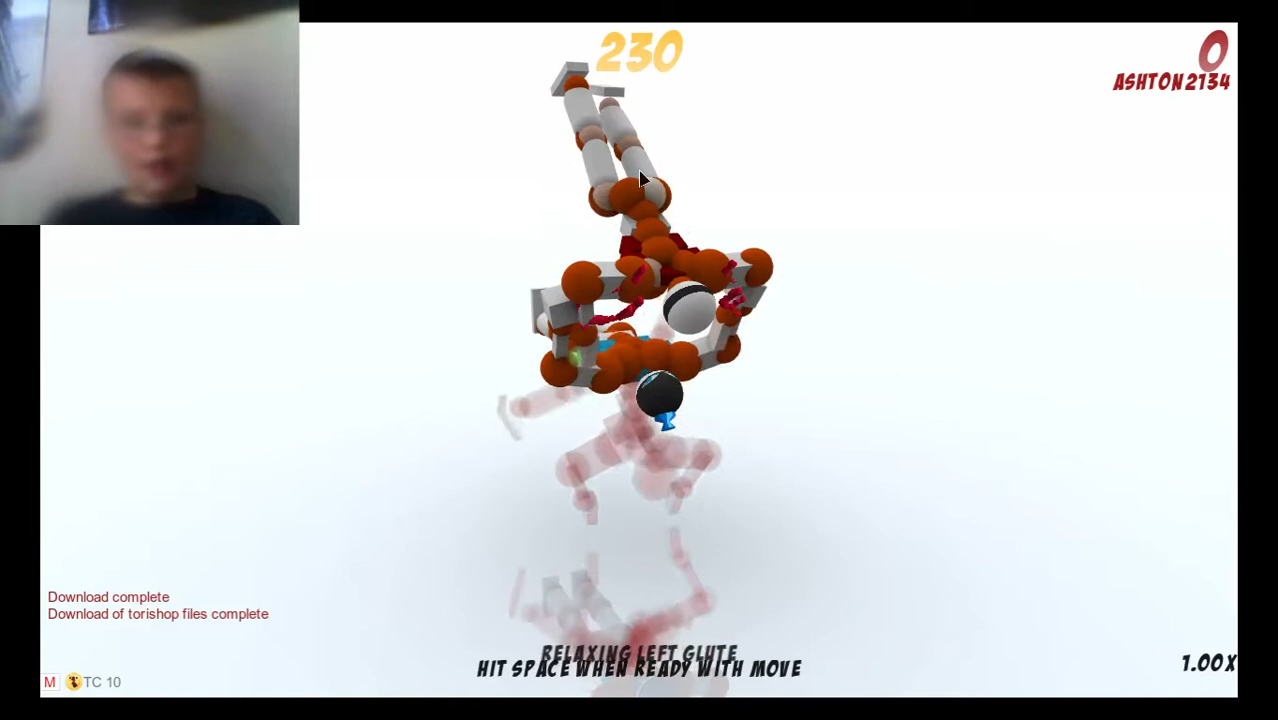 230
0
ASHTON2134
Download complete
Download of torishop files complete
RELAXING LEFT GLUTE
HIT SPACE WHEN READY WITH MOVE
1.00X
M TC 10